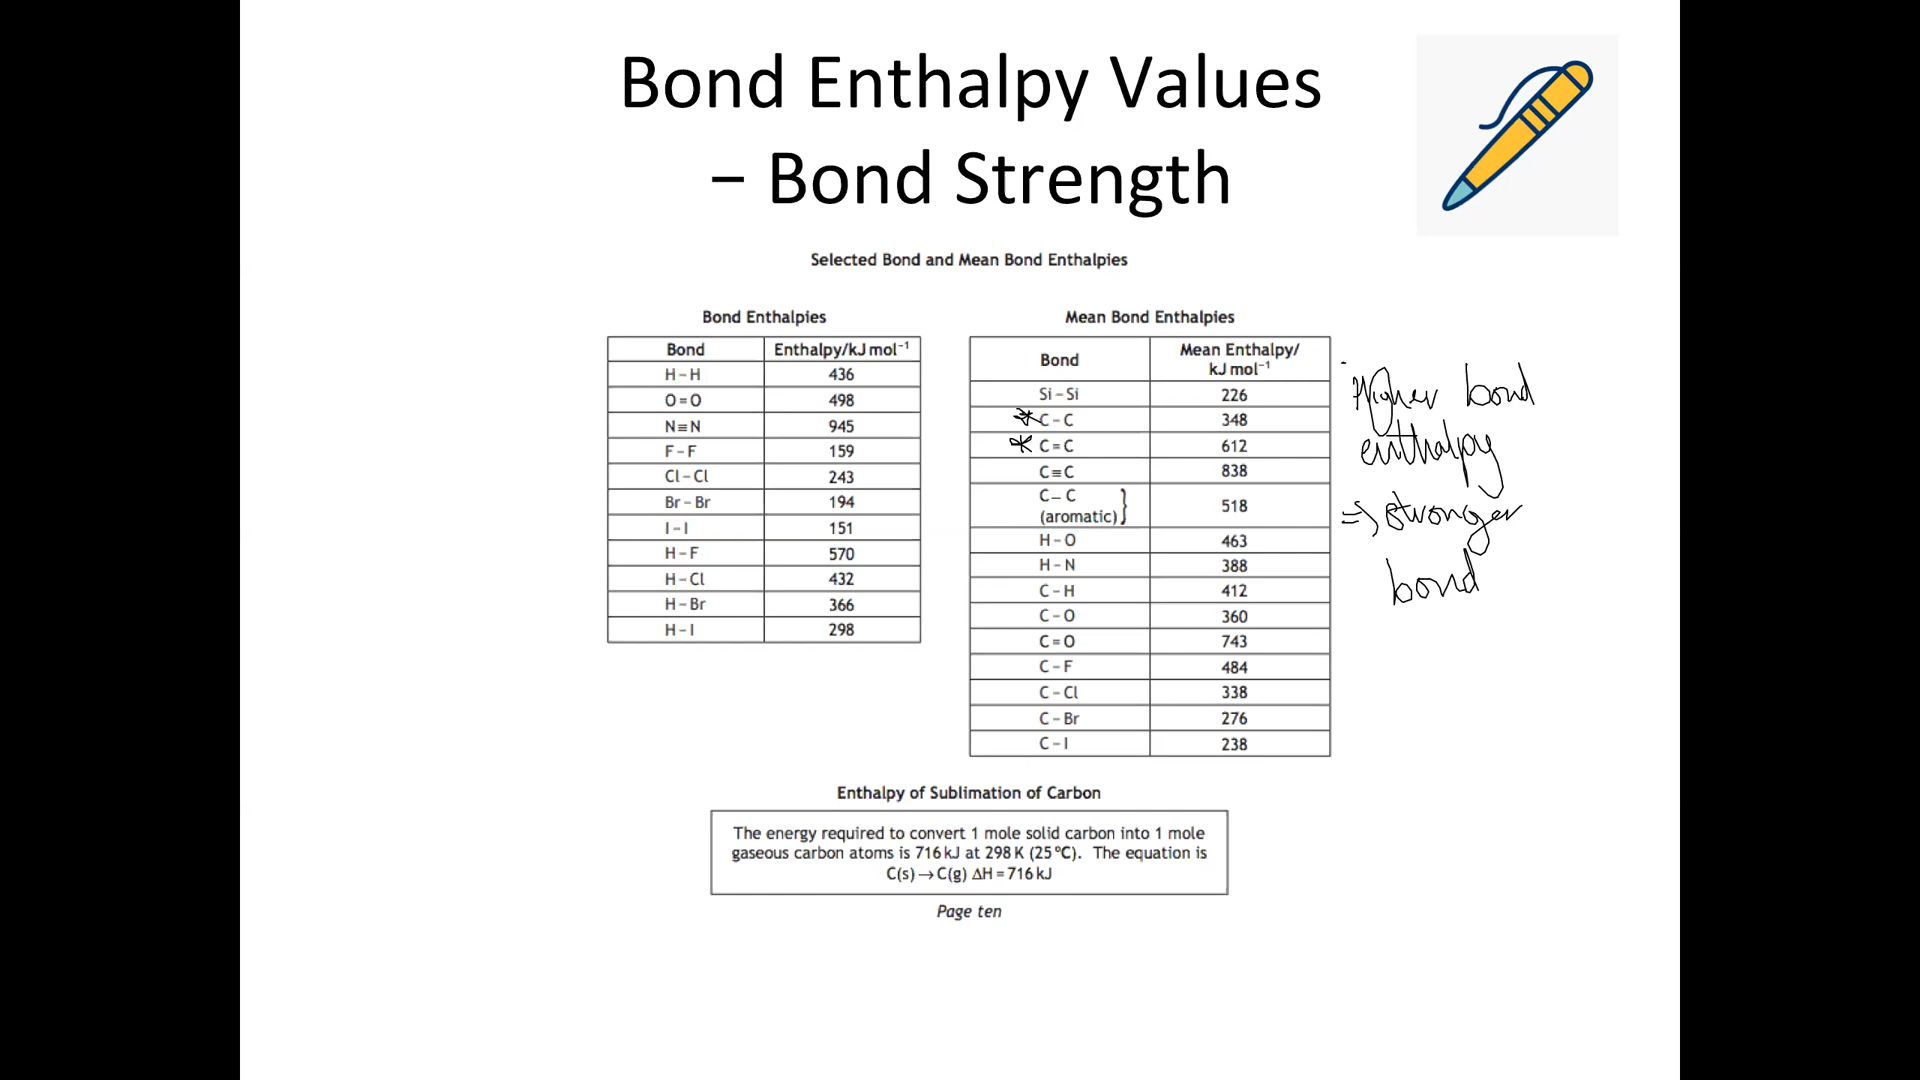 Bond Enthalpy Values
– Bond Strength
Selected Bond and Mean Bond Enthalpies
Bond Enthalpies
Bond Enthalpy/kJ mol⁻¹
H – H 436
O = O 498
N ≡ N 945
F – F 159
Cl – Cl 243
Br – Br 194
I – I 151
H – F 570
H – Cl 432
H – Br 366
H – I 298
Mean Bond Enthalpies
Bond Mean Enthalpy/
kJ mol⁻¹
Si – Si 226
* C – C 348
* C = C 612
C ≡ C 838
C – C
(aromatic) } 518
H – O 463
H – N 388
C – H 412
C – O 360
C = O 743
C – F 484
C – Cl 338
C – Br 276
C – I 238
Higher bond
enthalpy
=> stronger
bond
Enthalpy of Sublimation of Carbon
The energy required to convert 1 mole solid carbon into 1 mole
gaseous carbon atoms is 716 kJ at 298 K (25 °C). The equation is
C(s) → C(g) ΔH = 716 kJ
Page ten